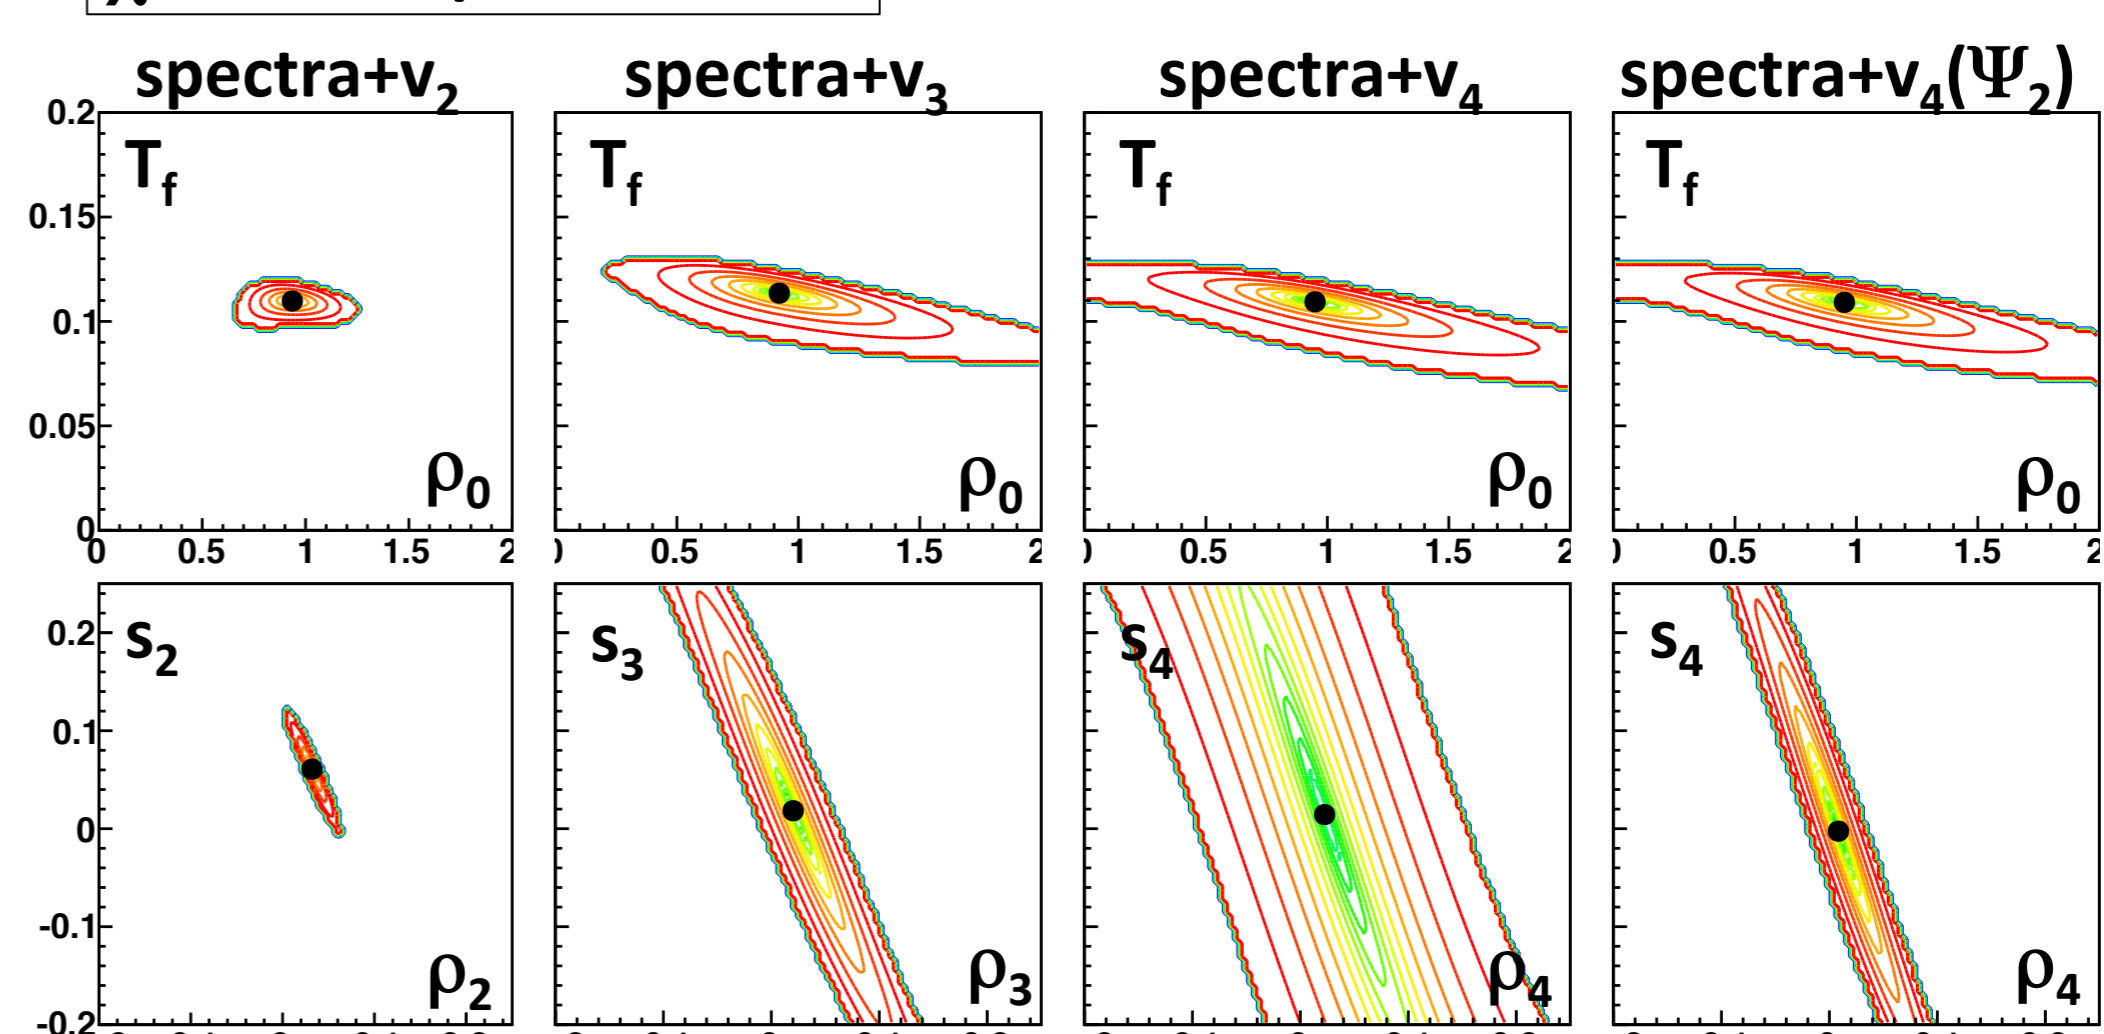 spectra+v2 spectra+v3 spectra+v4 spectra+v4(Ψ2)
0.2
Tf Tf Tf Tf
0.15
0.1
0.05
ρ0 ρ0 ρ0 ρ0
0
0 0.5 1 1.5 2 0.5 1 1.5 2 0.5 1 1.5 2 0.5 1 1.5 2
0.2
s2 s3 s4 s4
0.1
0
-0.1
ρ2 ρ3 ρ4 ρ4
-0.2